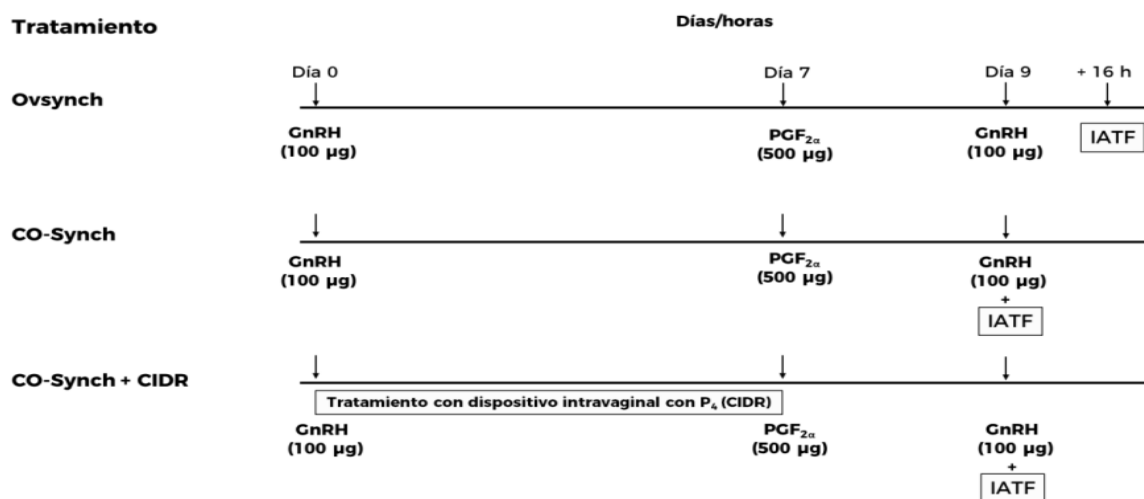 Tratamiento
Días/horas
Día 0
Día 7
Día 9
+ 16 h
Ovsynch
GnRH
(100 µg)
PGF2α
(500 µg)
GnRH
(100 µg)
IATF
CO-Synch
GnRH
(100 µg)
PGF2α
(500 µg)
GnRH
(100 µg)
+
IATF
CO-Synch + CIDR
Tratamiento con dispositivo intravaginal con P4 (CIDR)
GnRH
(100 µg)
PGF2α
(500 µg)
GnRH
(100 µg)
+
IATF